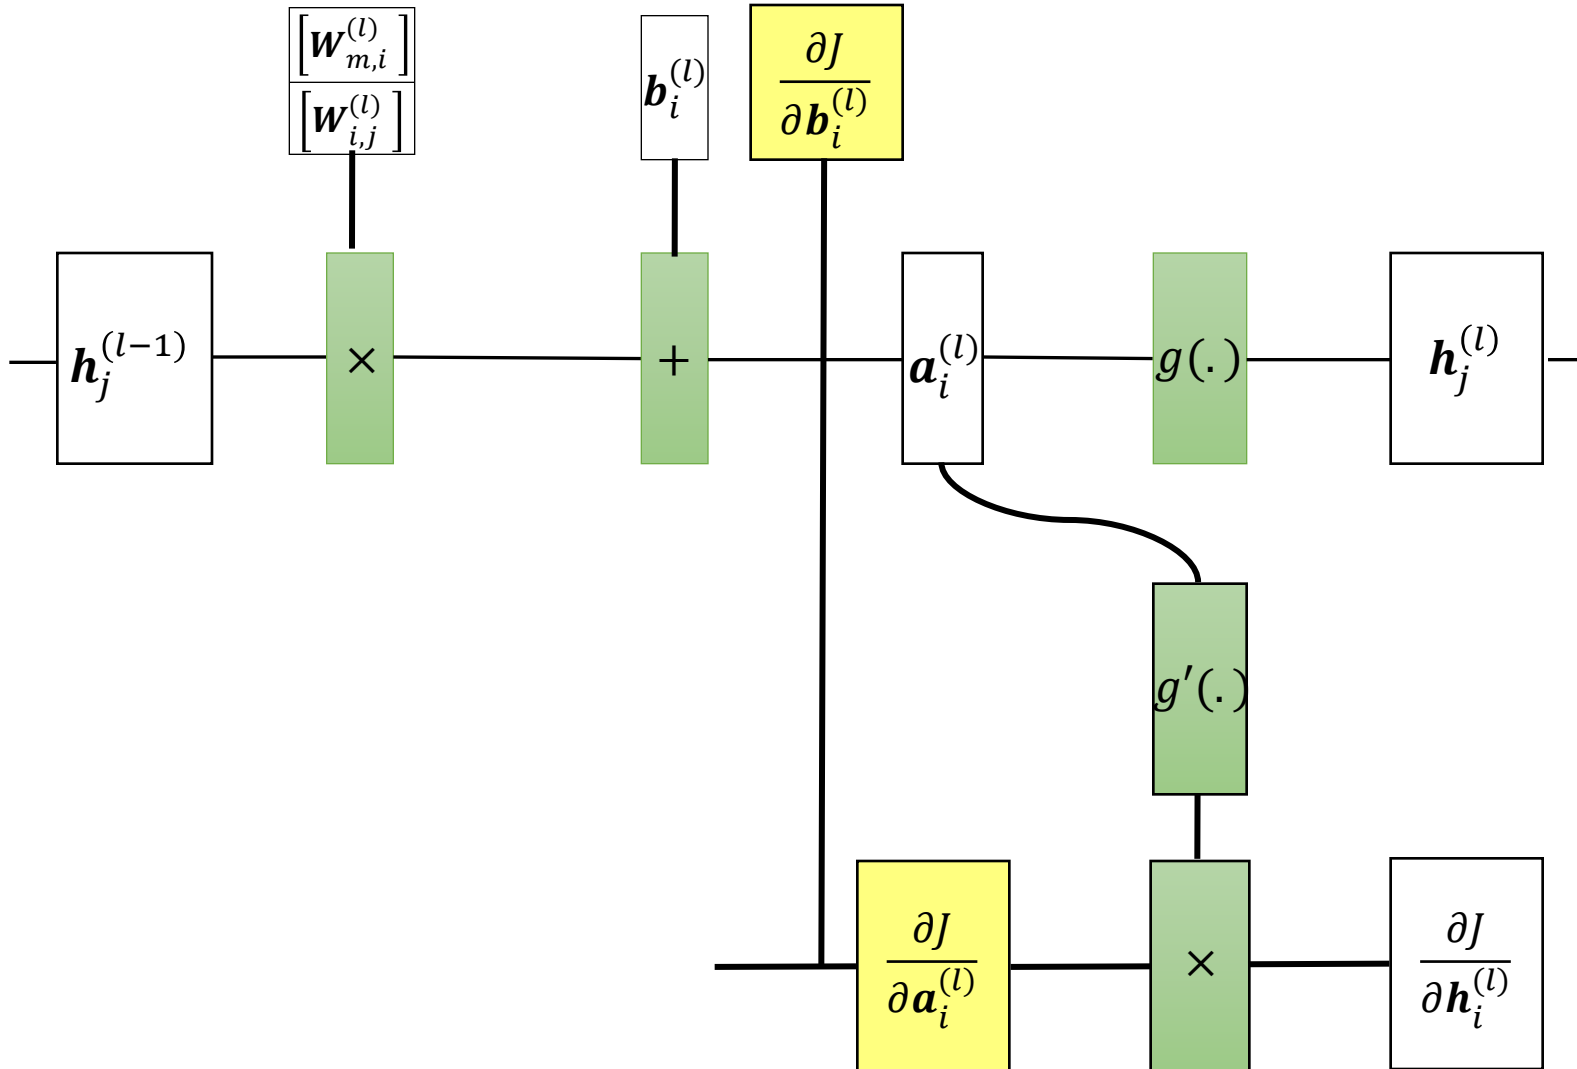 [𝑾_{m,i}^{(l)}]
[𝑾_{i,j}^{(l)}]
𝒃_i^{(l)}
∂J
∂𝒃_i^{(l)}
𝒉_j^{(l−1)}
×
+
𝒂_i^{(l)}
g(.)
𝒉_j^{(l)}
g′(.)
∂J
∂𝒂_i^{(l)}
×
∂J
∂𝒉_i^{(l)}